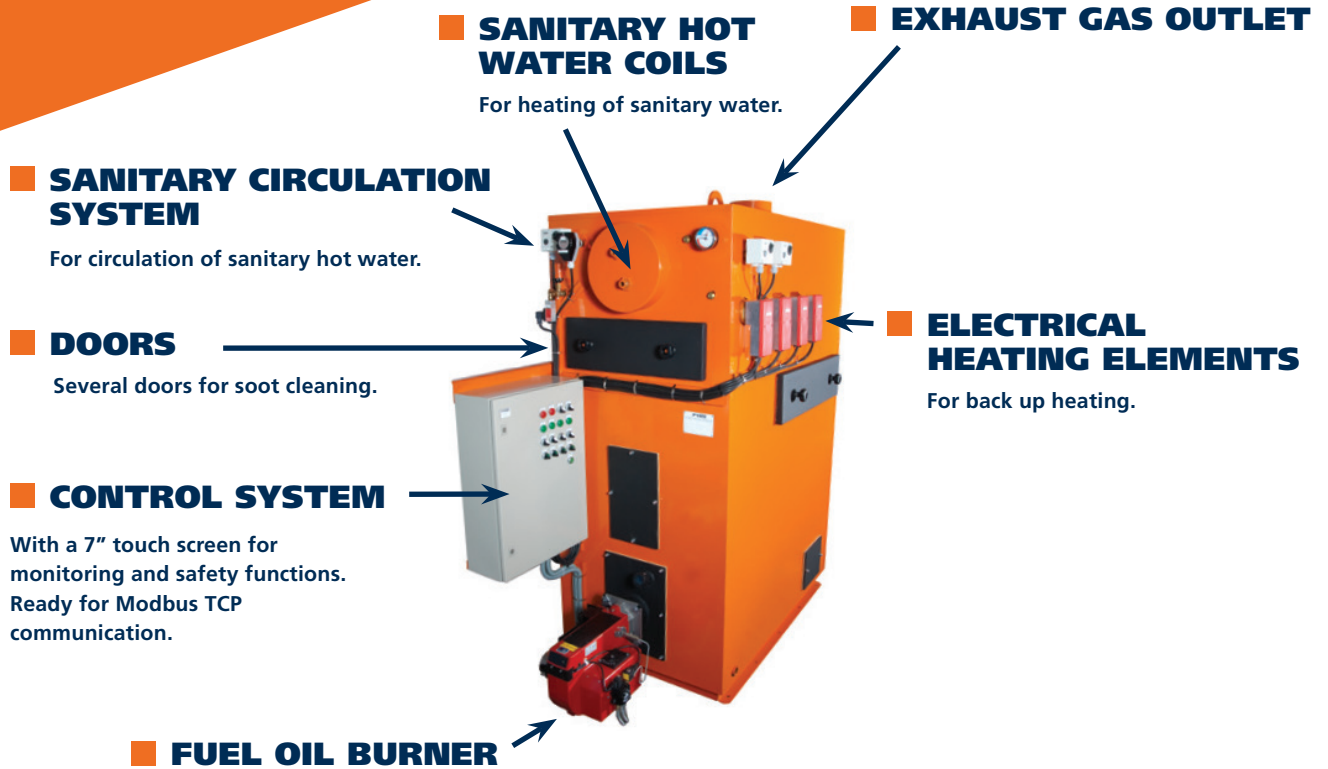 SANITARY HOT
WATER COILS
For heating of sanitary water.
EXHAUST GAS OUTLET
SANITARY CIRCULATION
SYSTEM
For circulation of sanitary hot water.
DOORS
Several doors for soot cleaning.
ELECTRICAL
HEATING ELEMENTS
For back up heating.
CONTROL SYSTEM
With a 7” touch screen for
monitoring and safety functions.
Ready for Modbus TCP
communication.
FUEL OIL BURNER